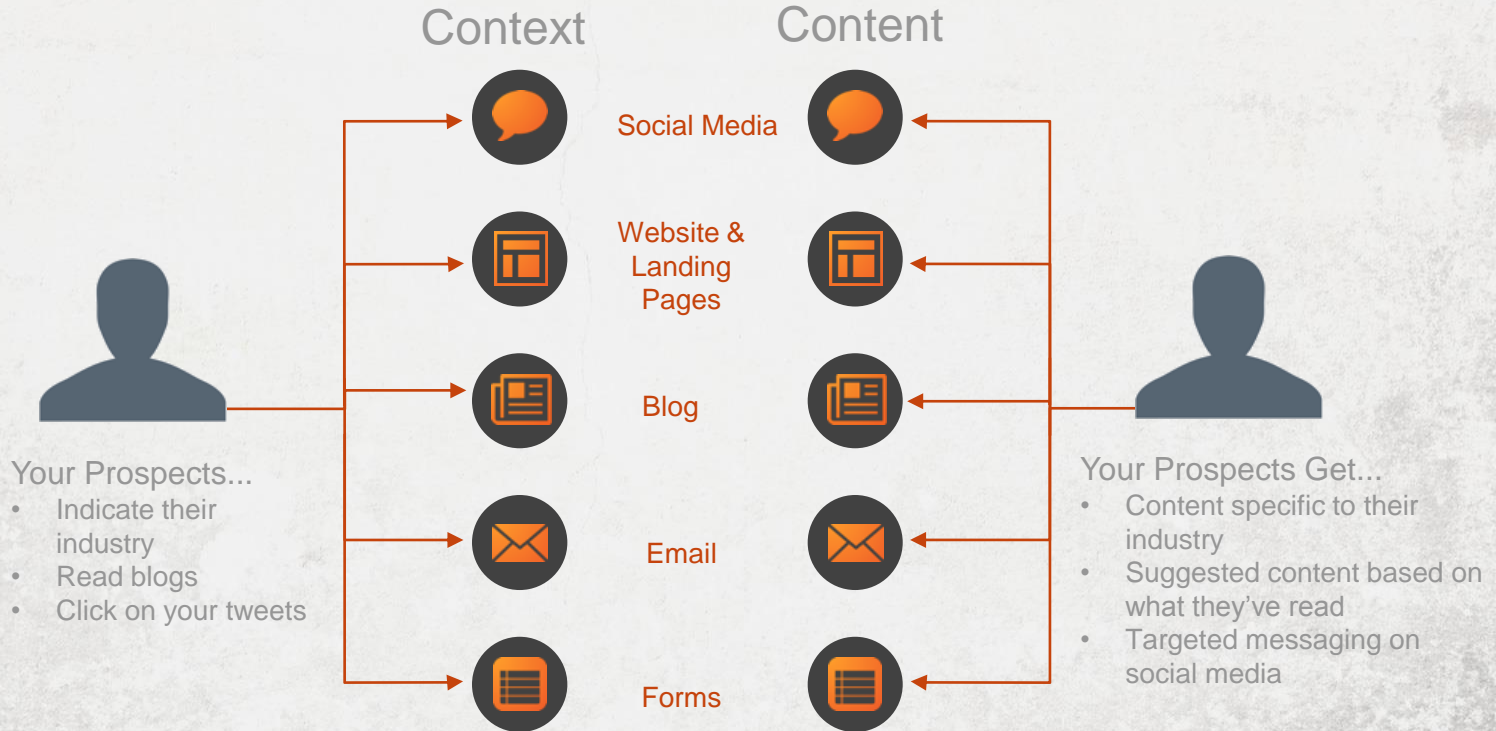 Context
Content
Social Media
Website &
Landing
Pages
Blog
Email
Forms
Your Prospects...
• Indicate their
industry
• Read blogs
• Click on your tweets
Your Prospects Get...
• Content specific to their
industry
• Suggested content based on
what they’ve read
• Targeted messaging on
social media